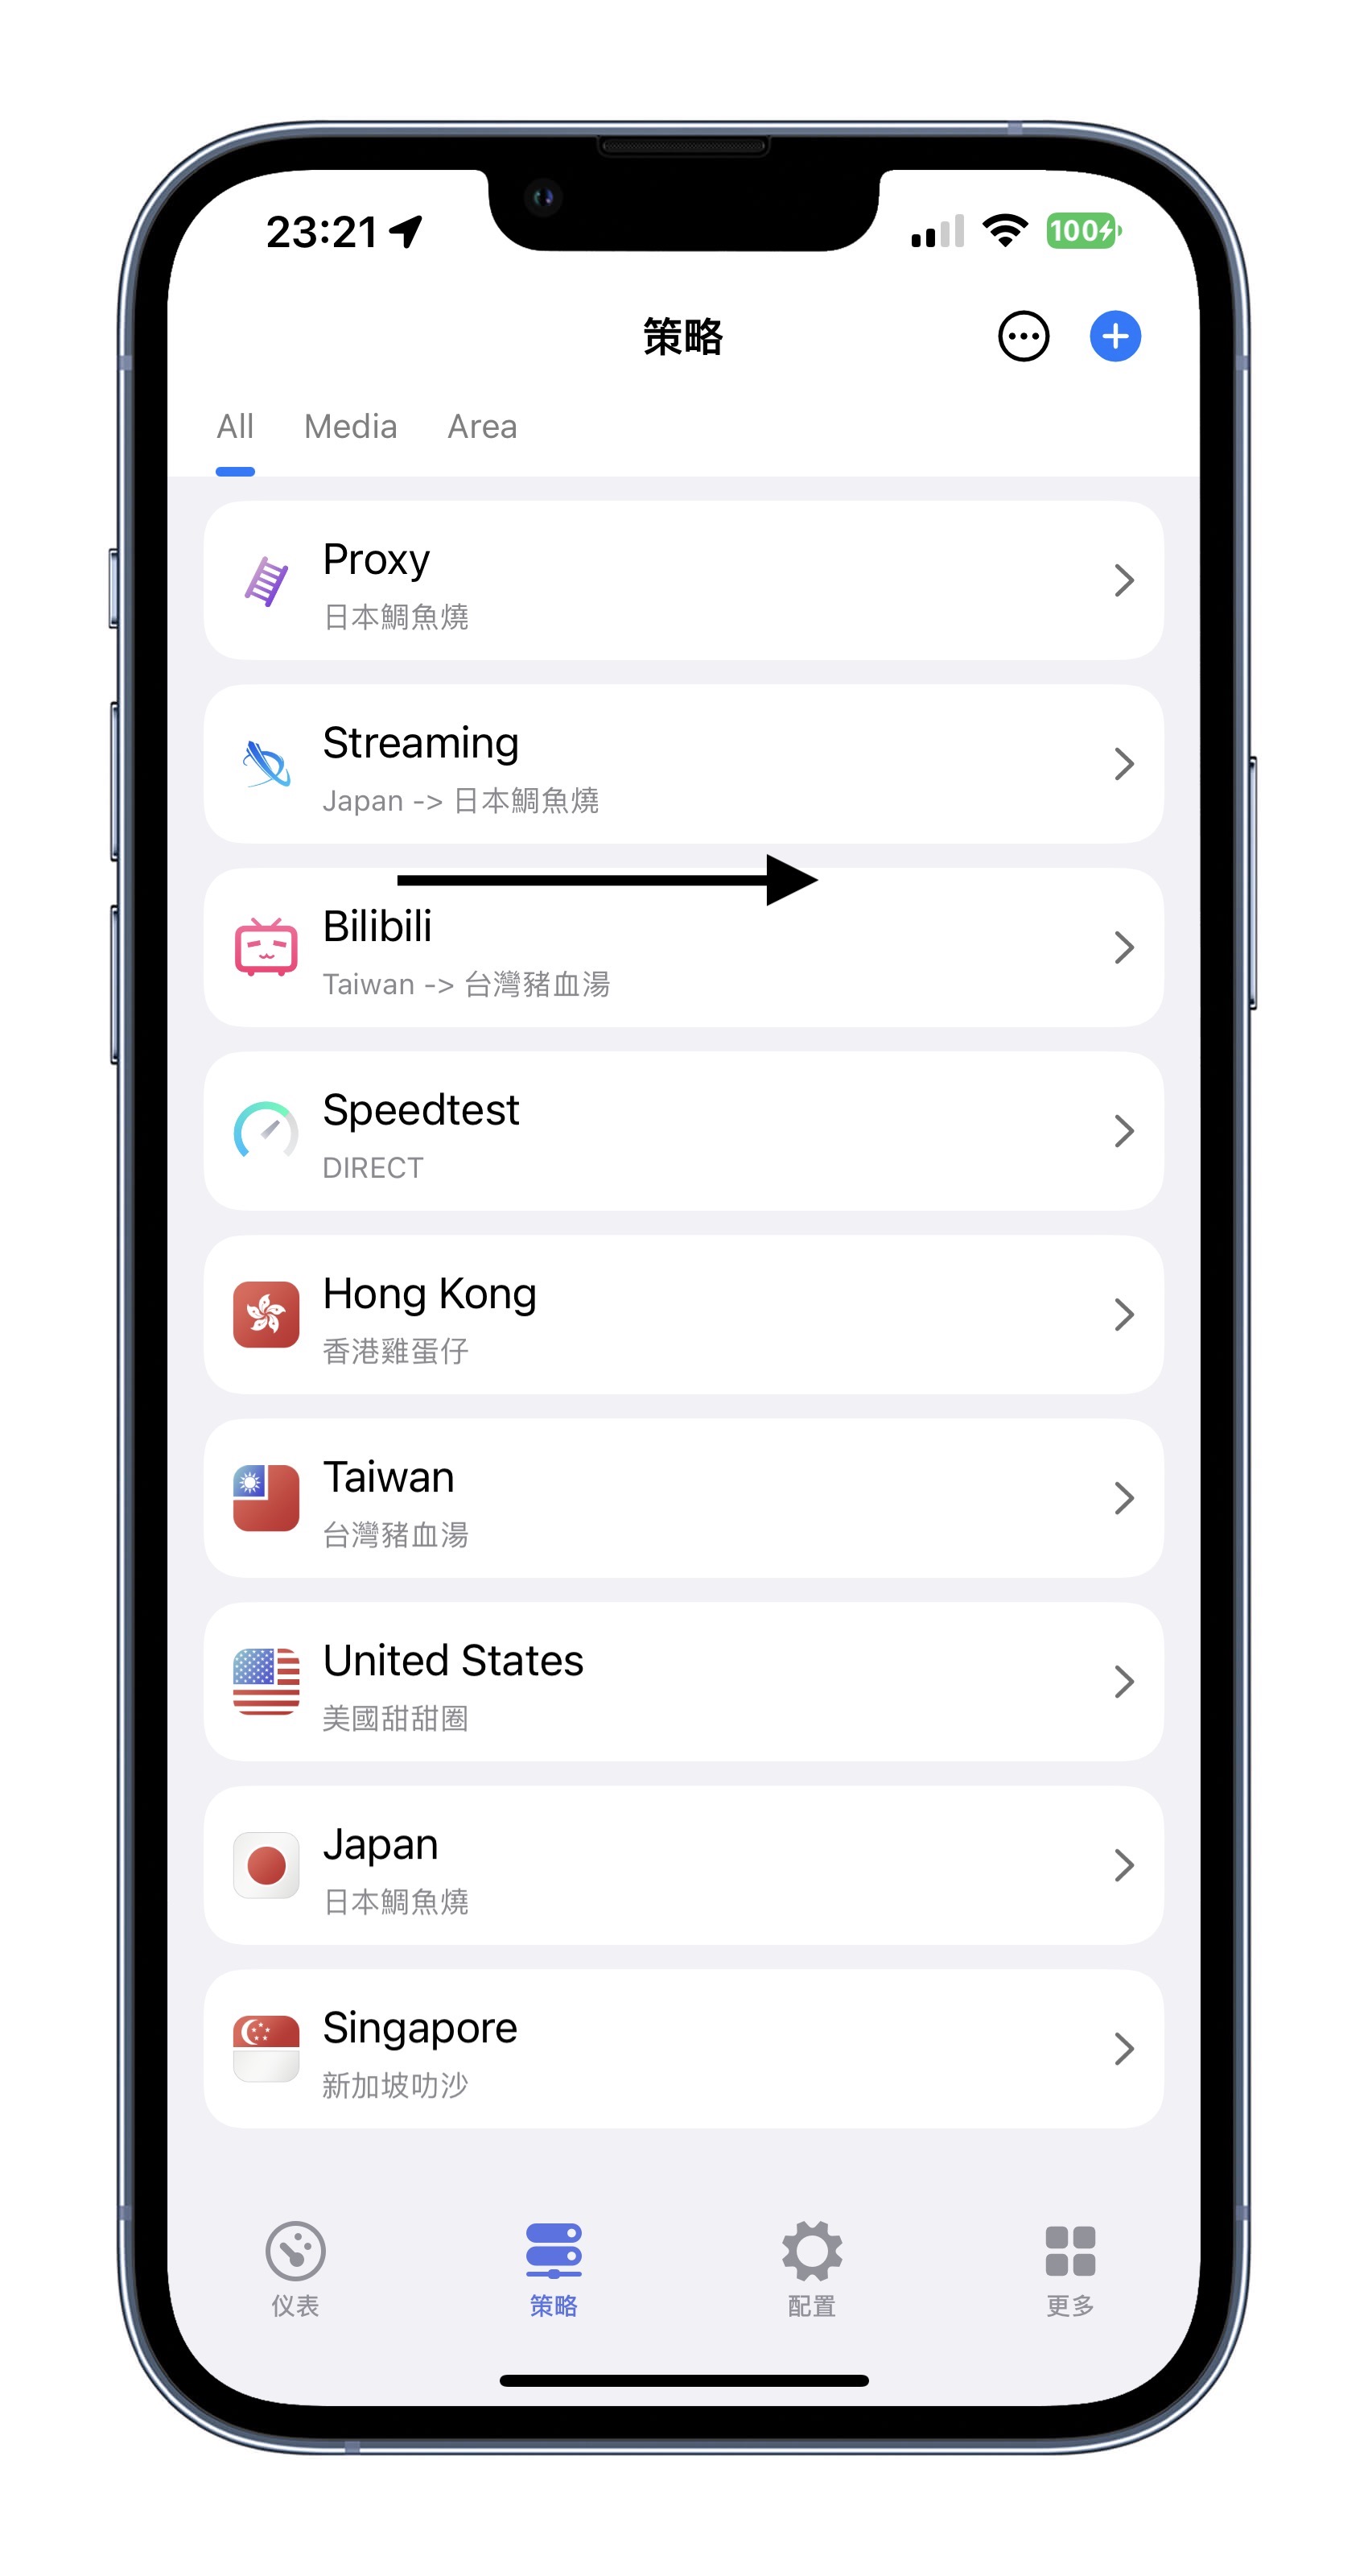 23:21
100
策略
All Media Area
Proxy
日本鯛魚燒
Streaming
Japan -> 日本鯛魚燒
Bilibili
Taiwan -> 台灣豬血湯
Speedtest
DIRECT
Hong Kong
香港雞蛋仔
Taiwan
台灣豬血湯
United States
美國甜甜圈
Japan
日本鯛魚燒
Singapore
新加坡叻沙
仪表 策略 配置 更多